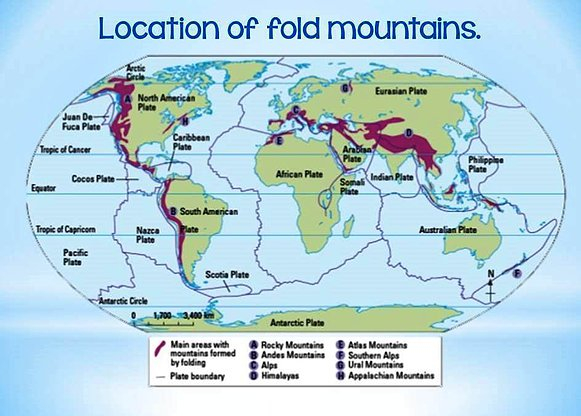 Location of fold mountains.
Arctic
Circle
A
North American
Plate
G
Eurasian Plate
Juan De
Fuca Plate
H
C
Caribbean
Plate
E
D
Tropic of Cancer
Arabian
Plate
Philippine
Plate
Cocos Plate
African Plate
Somali
Plate
Indian Plate
Equator
B
South American
Plate
Nazca
Plate
Tropic of Capricorn
Australian Plate
Pacific
Plate
Scotia Plate
N
F
Antarctic Circle
0 1,700 3,400 km
Antarctic Plate
Main areas with
mountains formed
by folding
Plate boundary
A Rocky Mountains
B Andes Mountains
C Alps
D Himalayas
E Atlas Mountains
F Southern Alps
G Ural Mountains
H Appalachian Mountains